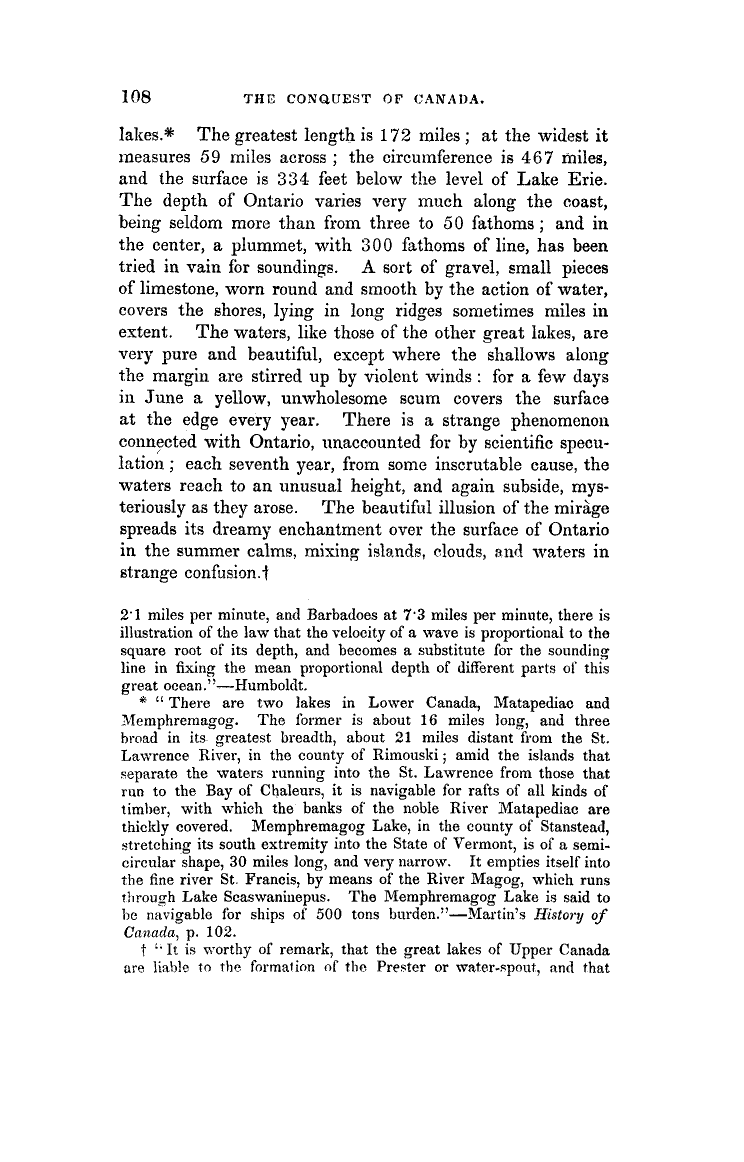 108 THE CONQUEST OF CANADA.
lakes.* The greatest length is 172 miles ; at the widest it
measures 59 miles across ; the circumference is 467 miles,
and the surface is 334 feet below the level of Lake Erie.
The depth of Ontario varies very much along the coast,
being seldom more than from three to 50 fathoms ; and in
the center, a plummet, with 300 fathoms of line, has been
tried in vain for soundings. A sort of gravel, small pieces
of limestone, worn round and smooth by the action of water,
covers the shores, lying in long ridges sometimes miles in
extent. The waters, like those of the other great lakes, are
very pure and beautiful, except where the shallows along
the margin are stirred up by violent winds : for a few days
in June a yellow, unwholesome scum covers the surface
at the edge every year. There is a strange phenomenon
connected with Ontario, unaccounted for by scientific specu-
lation ; each seventh year, from some inscrutable cause, the
waters reach to an unusual height, and again subside, mys-
teriously as they arose. The beautiful illusion of the miràge
spreads its dreamy enchantment over the surface of Ontario
in the summer calms, mixing islands, clouds, and waters in
strange confusion.†
2·1 miles per minute, and Barbadoes at 7·3 miles per minute, there is
illustration of the law that the velocity of a wave is proportional to the
square root of its depth, and becomes a substitute for the sounding
line in fixing the mean proportional depth of different parts of this
great ocean."—Humboldt.
* "There are two lakes in Lower Canada, Matapediac and
Memphremagog. The former is about 16 miles long, and three
broad in its greatest breadth, about 21 miles distant from the St.
Lawrence River, in the county of Rimouski ; amid the islands that
separate the waters running into the St. Lawrence from those that
run to the Bay of Chaleurs, it is navigable for rafts of all kinds of
timber, with which the banks of the noble River Matapediac are
thickly covered. Memphremagog Lake, in the county of Stanstead,
stretching its south extremity into the State of Vermont, is of a semi-
circular shape, 30 miles long, and very narrow. It empties itself into
the fine river St. Francis, by means of the River Magog, which runs
through Lake Scaswaninepus. The Memphremagog Lake is said to
be navigable for ships of 500 tons burden."—Martin's History of
Canada, p. 102.
† "It is worthy of remark, that the great lakes of Upper Canada
are liable to the formation of the Prester or water-spout, and that